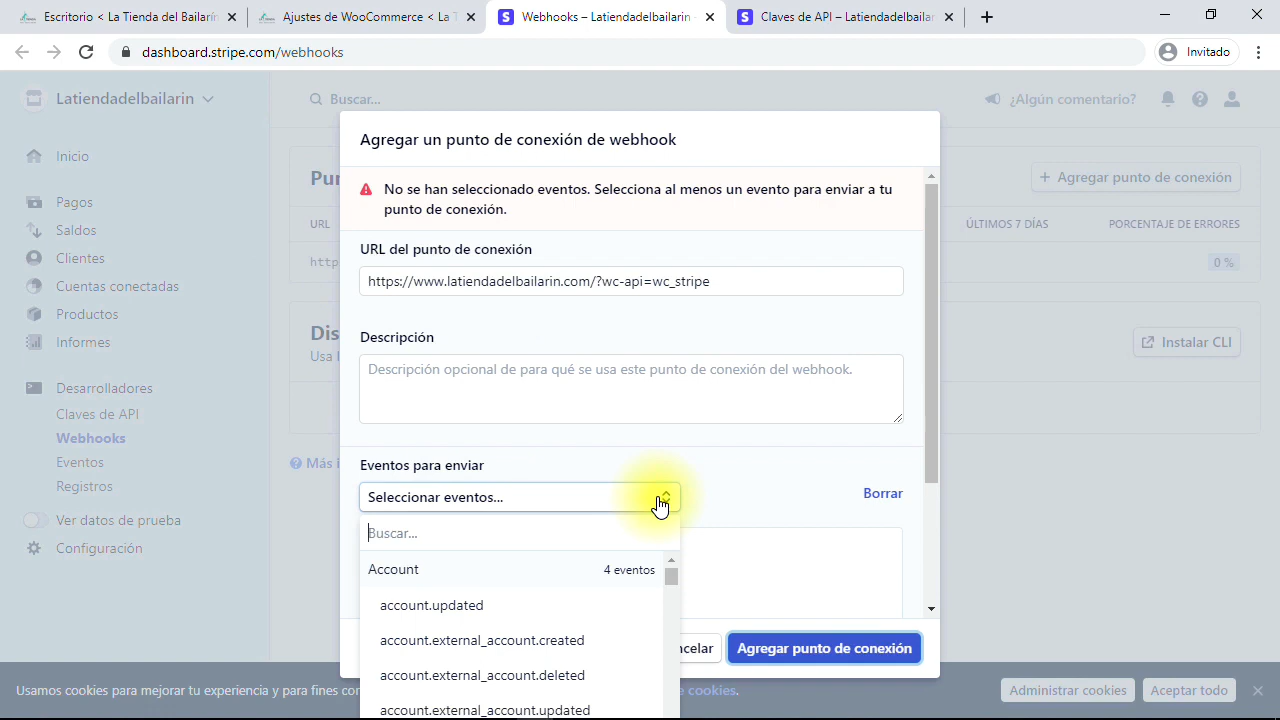 Escritorio < La Tienda del Bailarín
Ajustes de WooCommerce < La T
Webhooks – Latiendadelbailarin
Claves de API – Latiendadelbailar
dashboard.stripe.com/webhooks
Invitado
Latiendadelbailarin
Buscar...
¿Algún comentario?
Inicio
Pagos
Saldos
Clientes
Cuentas conectadas
Productos
Informes
Desarrolladores
Claves de API
Webhooks
Eventos
Registros
Ver datos de prueba
Configuración
Agregar punto de conexión
URL
ÚLTIMOS 7 DÍAS
PORCENTAJE DE ERRORES
http
0 %
Dis
Usa l
Instalar CLI
Más i
Agregar un punto de conexión de webhook
No se han seleccionado eventos. Selecciona al menos un evento para enviar a tu
punto de conexión.
URL del punto de conexión
https://www.latiendadelbailarin.com/?wc-api=wc_stripe
Descripción
Descripción opcional de para qué se usa este punto de conexión del webhook.
Eventos para enviar
Seleccionar eventos...
Borrar
Buscar...
Account 4 eventos
account.updated
account.external_account.created
account.external_account.deleted
account.external_account.updated
ncelar
Agregar punto de conexión
Usamos cookies para mejorar tu experiencia y para fines con
e cookies.
Administrar cookies
Aceptar todo